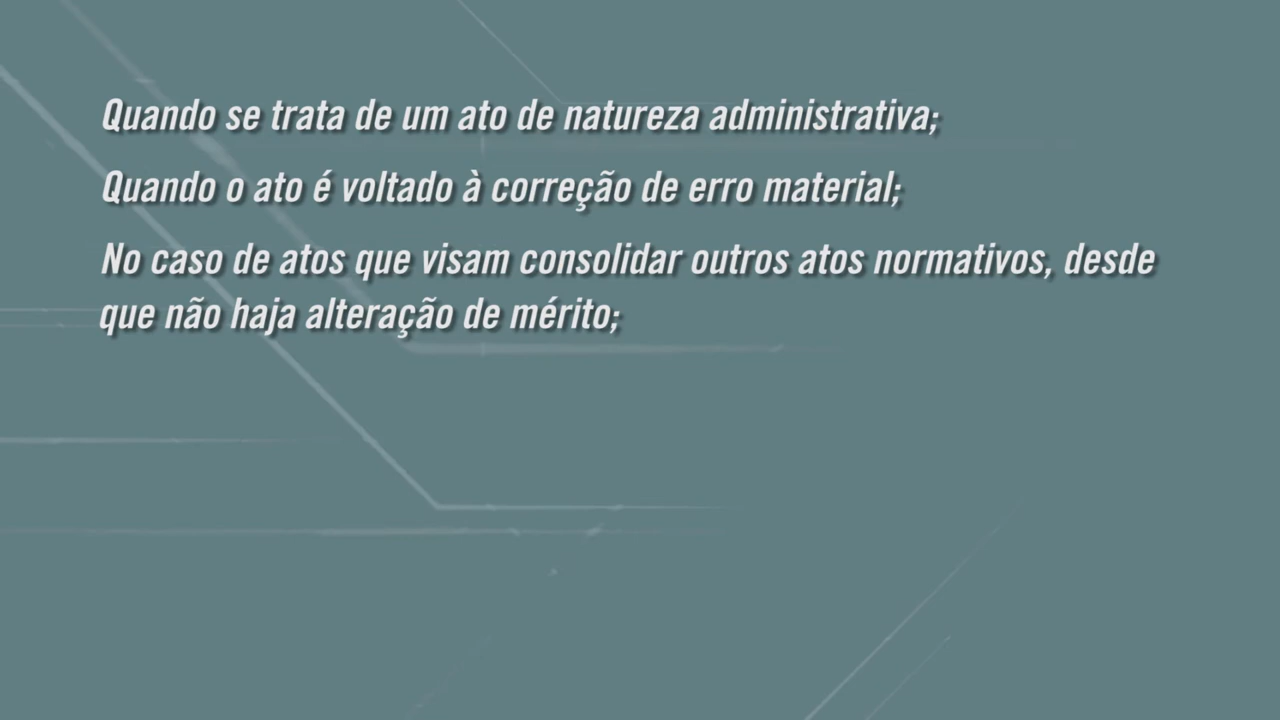 Quando se trata de um ato de natureza administrativa;
Quando o ato é voltado à correção de erro material;
No caso de atos que visam consolidar outros atos normativos, desde
que não haja alteração de mérito;